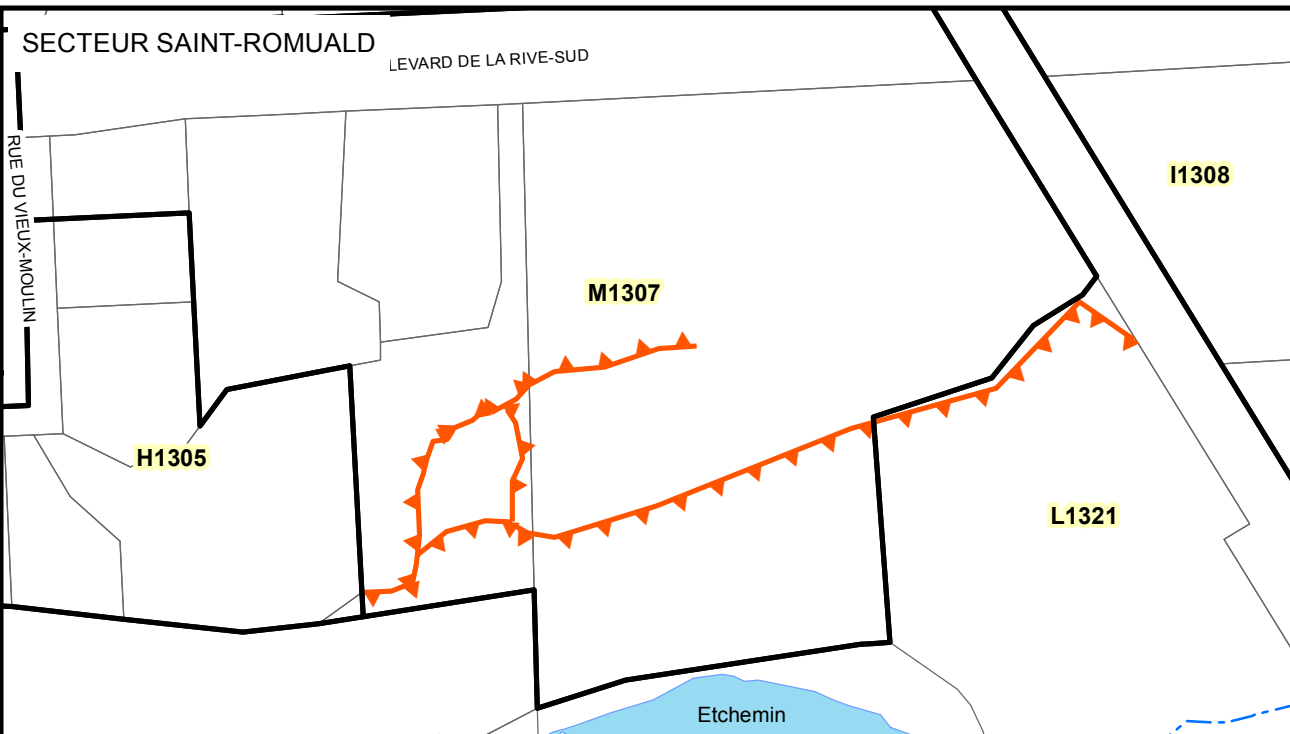 SECTEUR SAINT-ROMUALD
LEVARD DE LA RIVE-SUD
RUE DU VIEUX-MOULIN
I1308
M1307
H1305
L1321
Etchemin